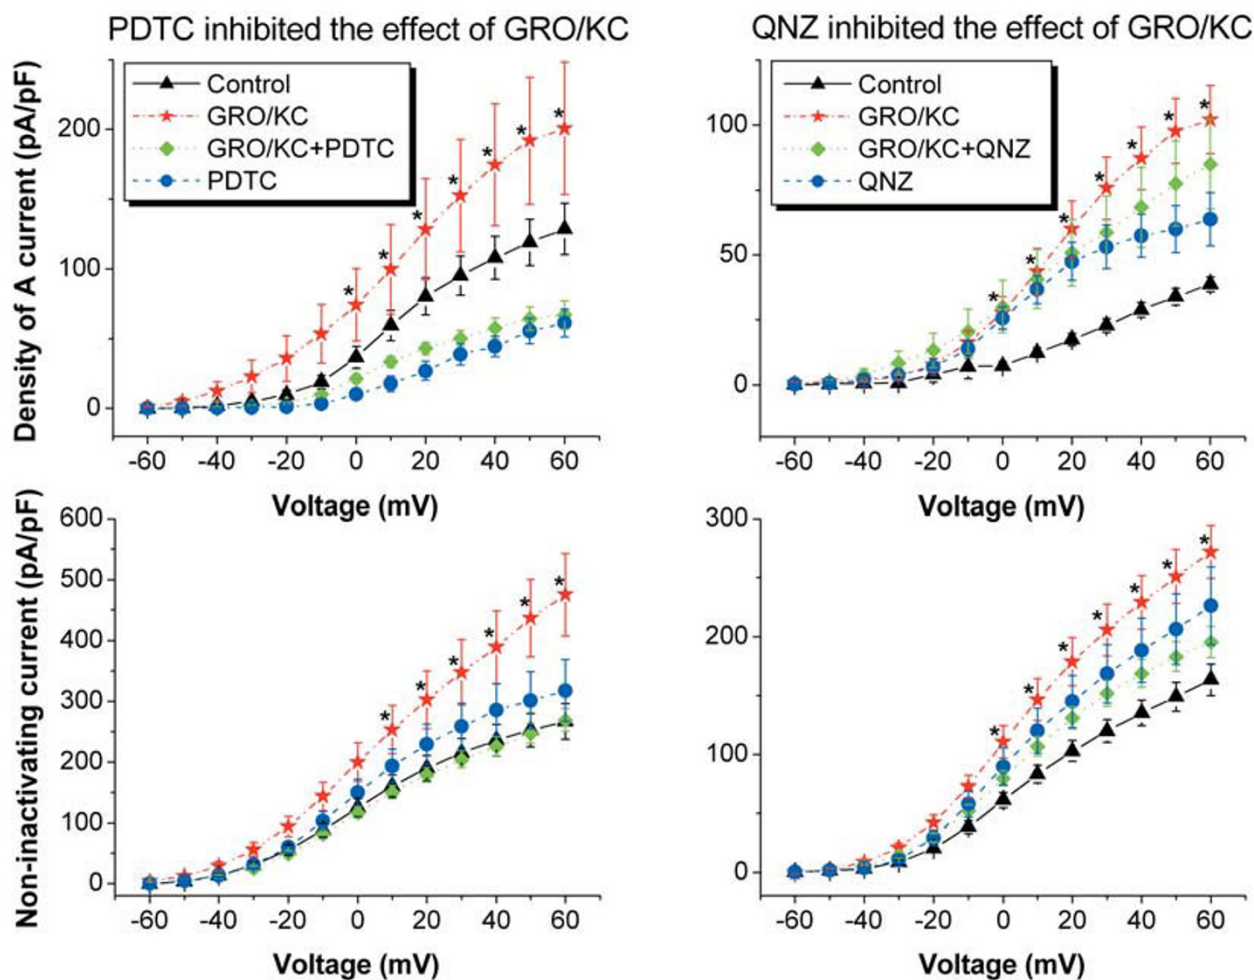 PDTC inhibited the effect of GRO/KC
QNZ inhibited the effect of GRO/KC
Density of A current (pA/pF)
Control
GRO/KC
GRO/KC+PDTC
PDTC
200
100
0
-60 -40 -20 0 20 40 60
Voltage (mV)
Control
GRO/KC
GRO/KC+QNZ
QNZ
100
50
0
-60 -40 -20 0 20 40 60
Voltage (mV)
Non-inactivating current (pA/pF)
600
500
400
300
200
100
0
-60 -40 -20 0 20 40 60
Voltage (mV)
300
200
100
0
-60 -40 -20 0 20 40 60
Voltage (mV)